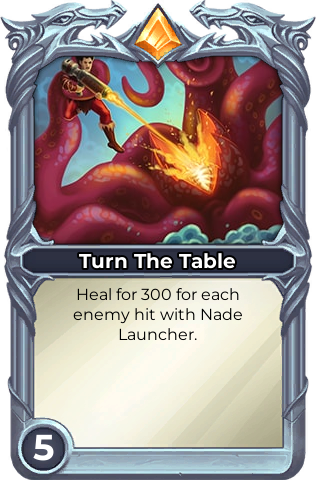 Turn The Table
Heal for 300 for each
enemy hit with Nade
Launcher.
5